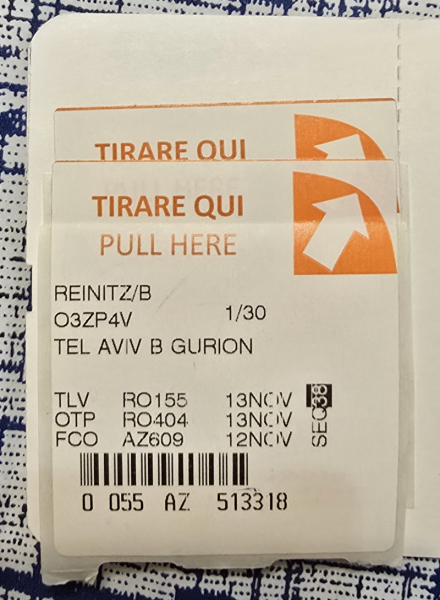 TIRARE QUI
TIRARE QUI
PULL HERE
REINITZ/B
O3ZP4V 1/30
TEL AVIV B GURION
TLV RO155 13NOV
OTP RO404 13NOV
FCO AZ609 12NOV
SEQ38
0 055 AZ 513318